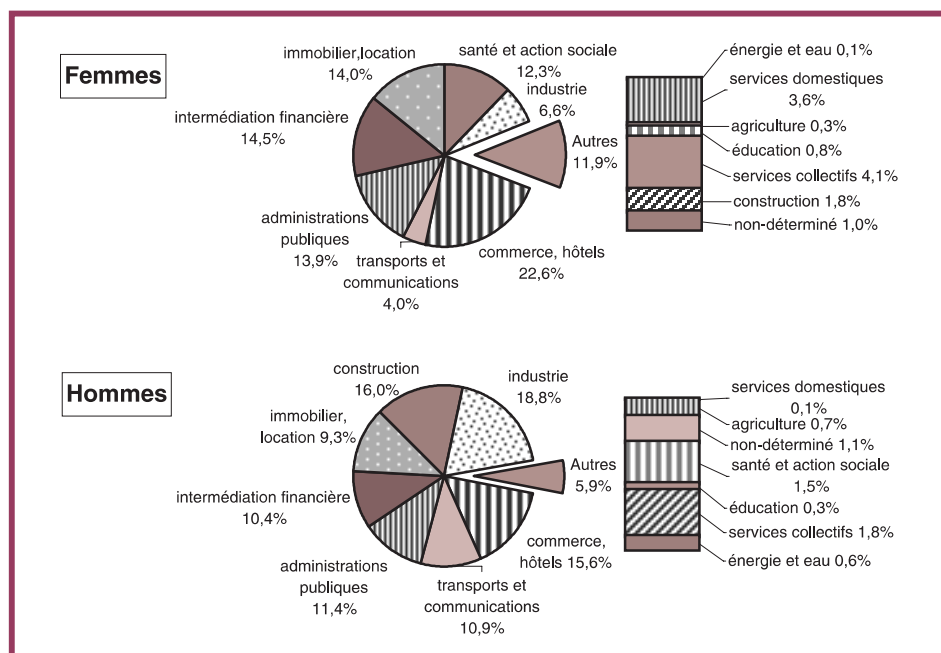 Femmes
immobilier,location
14,0%
santé et action sociale
12,3%
industrie
6,6%
intermédiation financière
14,5%
Autres
11,9%
administrations
publiques
13,9%
transports et
communications
4,0%
commerce, hôtels
22,6%
énergie et eau 0,1%
services domestiques
3,6%
agriculture 0,3%
éducation 0,8%
services collectifs 4,1%
construction 1,8%
non-déterminé 1,0%
Hommes
construction
16,0%
industrie
18,8%
immobilier,
location 9,3%
Autres
5,9%
intermédiation financière
10,4%
commerce,
hôtels 15,6%
administrations
publiques
11,4%
transports et
communications
10,9%
services domestiques
0,1%
agriculture 0,7%
non-déterminé 1,1%
santé et action sociale
1,5%
éducation 0,3%
services collectifs 1,8%
énergie et eau 0,6%